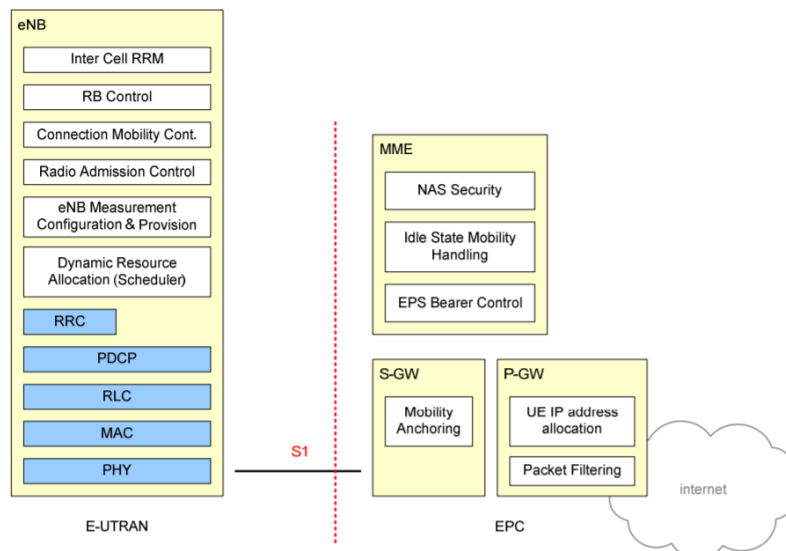 eNB
Inter Cell RRM
RB Control
Connection Mobility Cont.
Radio Admission Control
eNB Measurement
Configuration & Provision
Dynamic Resource
Allocation (Scheduler)
RRC
PDCP
RLC
MAC
PHY
S1
MME
NAS Security
Idle State Mobility
Handling
EPS Bearer Control
S-GW
Mobility
Anchoring
P-GW
UE IP address
allocation
Packet Filtering
internet
E-UTRAN
EPC